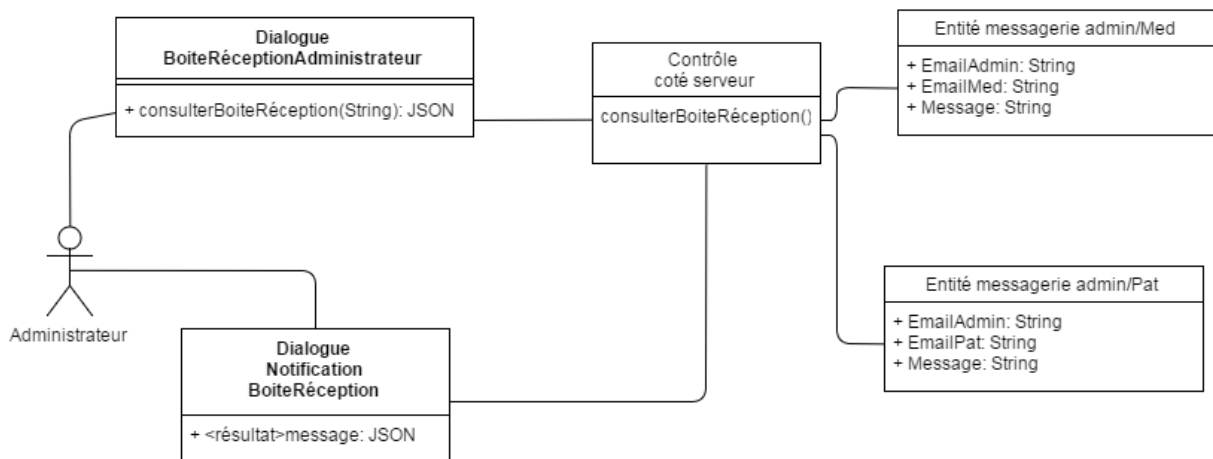 Dialogue
BoiteRéceptionAdministrateur
+ consulterBoiteRéception(String): JSON
Contrôle
coté serveur
consulterBoiteRéception()
Entité messagerie admin/Med
+ EmailAdmin: String
+ EmailMed: String
+ Message: String
Administrateur
Dialogue
Notification
BoiteRéception
+ <résultat>message: JSON
Entité messagerie admin/Pat
+ EmailAdmin: String
+ EmailPat: String
+ Message: String